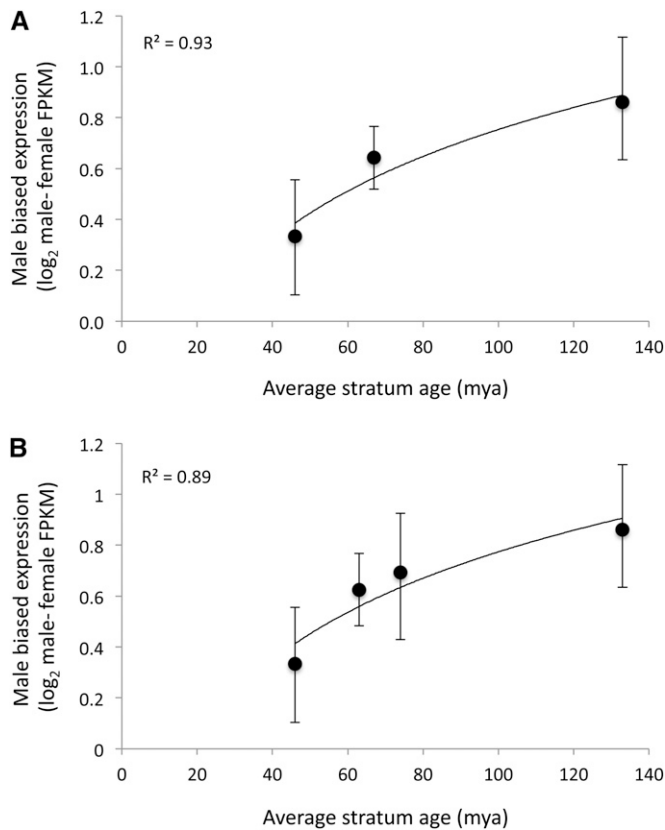 A
R² = 0.93
Male biased expression
(log₂ male- female FPKM)
1.2
1.0
0.8
0.6
0.4
0.2
0.0
0 20 40 60 80 100 120 140
Average stratum age (mya)
B
R² = 0.89
Male biased expression
(log₂ male- female FPKM)
1.2
1
0.8
0.6
0.4
0.2
0
0 20 40 60 80 100 120 140
Average stratum age (mya)